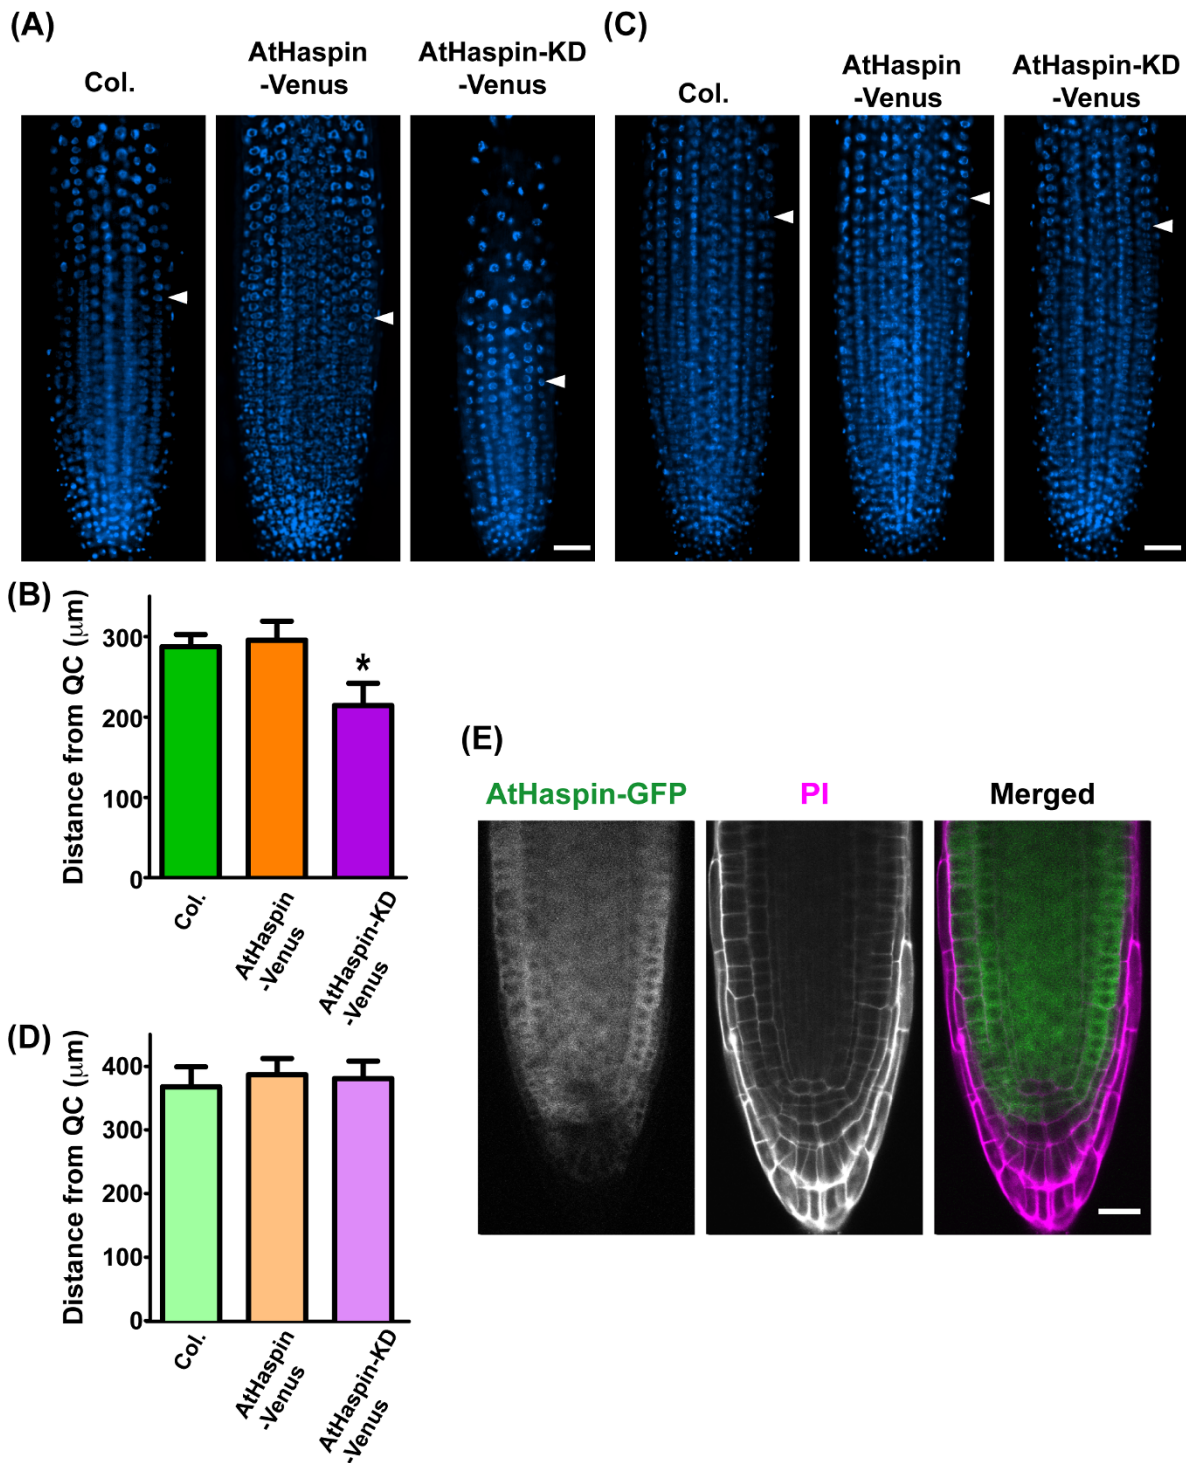 (A)
Col.
AtHaspin
-Venus
AtHaspin-KD
-Venus
(C)
Col.
AtHaspin
-Venus
AtHaspin-KD
-Venus
(B)
Distance from QC (μm)
300
200
100
0
*
Col.
AtHaspin
-Venus
AtHaspin-KD
-Venus
(D)
Distance from QC (μm)
400
300
200
100
0
Col.
AtHaspin
-Venus
AtHaspin-KD
-Venus
(E)
AtHaspin-GFP
PI
Merged